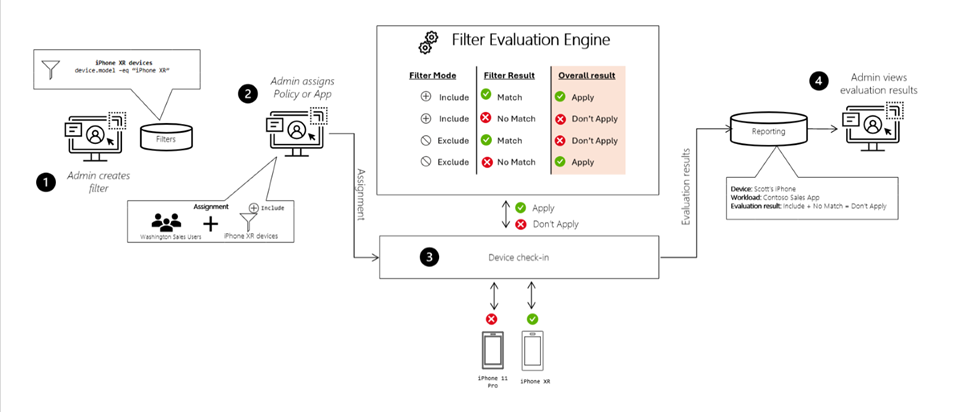 iPhone XR devices
device.model -eq "iPhone XR"
Filters
1
Admin creates
filter
2
Admin assigns
Policy or App
Assignment
Include
Washington Sales Users
iPhone XR devices
Assignment
Filter Evaluation Engine
Filter Mode Filter Result Overall result
Include Match Apply
Include No Match Don't Apply
Exclude Match Don't Apply
Exclude No Match Apply
Apply
Don't Apply
3
Device check-in
iPhone 11
Pro
iPhone XR
Evaluation results
Reporting
4
Admin views
evaluation results
Device: Scott's iPhone
Workload: Contoso Sales App
Evaluation result: Include + No Match = Don't Apply